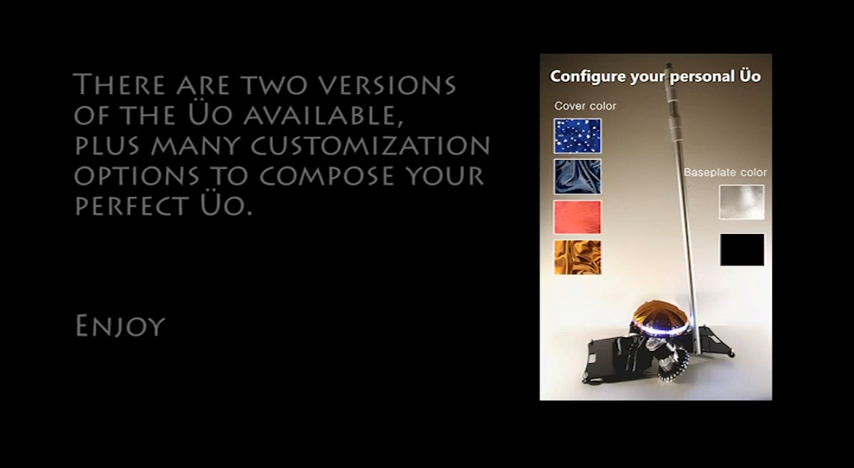 There are two versions
of the Üo available,
plus many customization
options to compose your
perfect Üo.
Enjoy
Configure your personal Üo
Cover color
Baseplate color